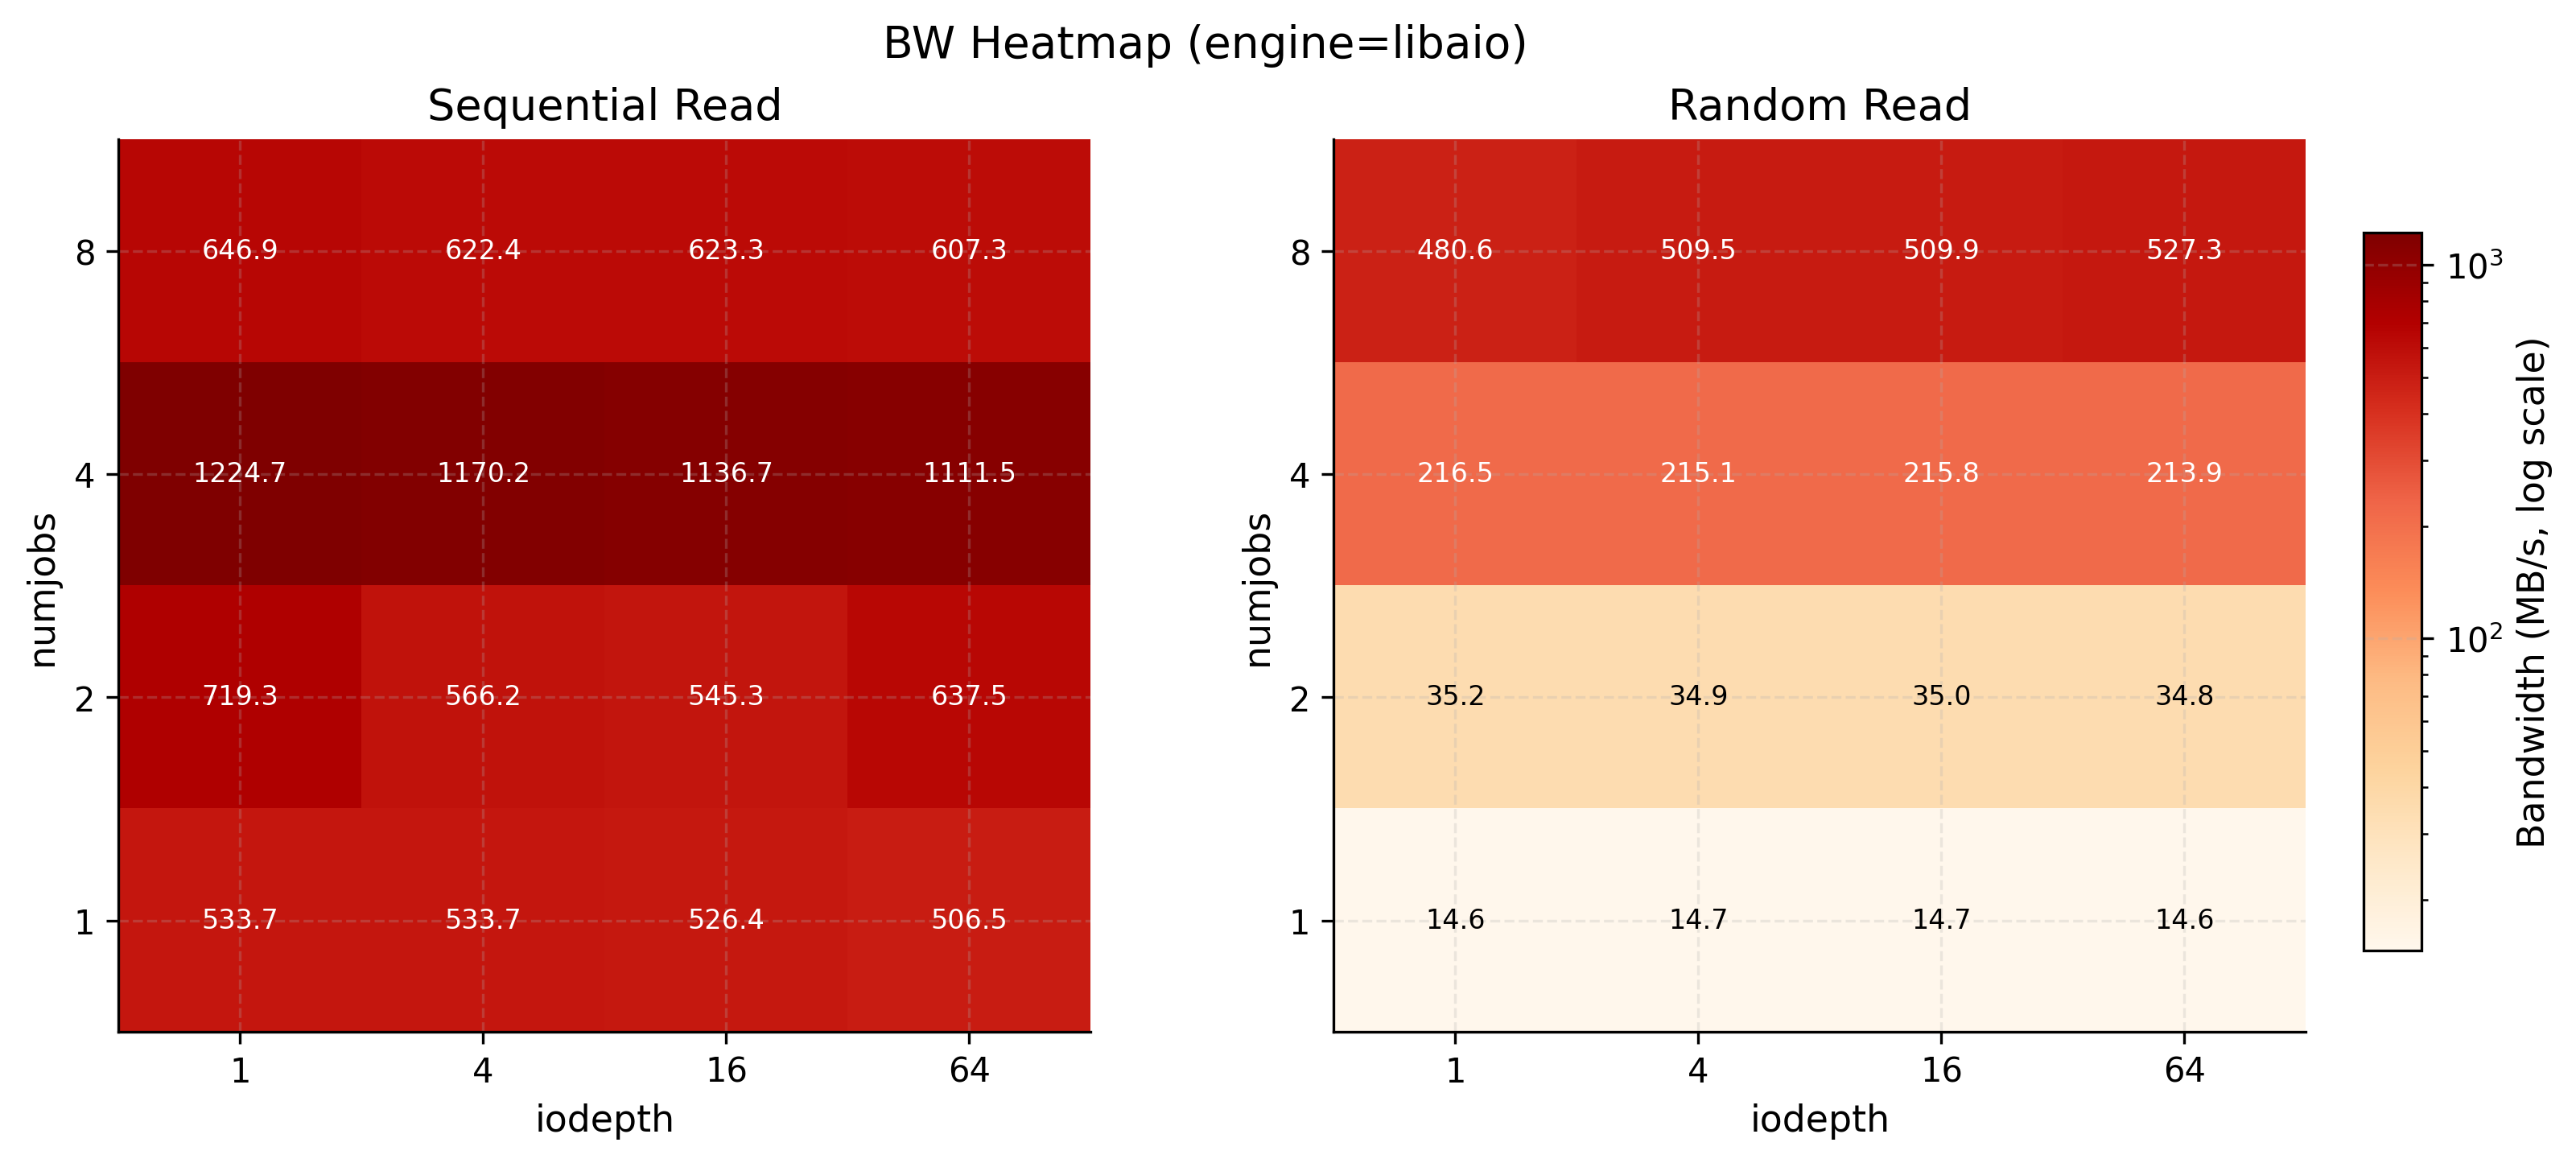 BW Heatmap (engine=libaio)
Sequential Read
numjobs
8
646.9 622.4 623.3 607.3
4
1224.7 1170.2 1136.7 1111.5
2
719.3 566.2 545.3 637.5
1
533.7 533.7 526.4 506.5
1 4 16 64
iodepth
Random Read
numjobs
8
480.6 509.5 509.9 527.3
4
216.5 215.1 215.8 213.9
2
35.2 34.9 35.0 34.8
1
14.6 14.7 14.7 14.6
1 4 16 64
iodepth
10³
10²
Bandwidth (MB/s, log scale)